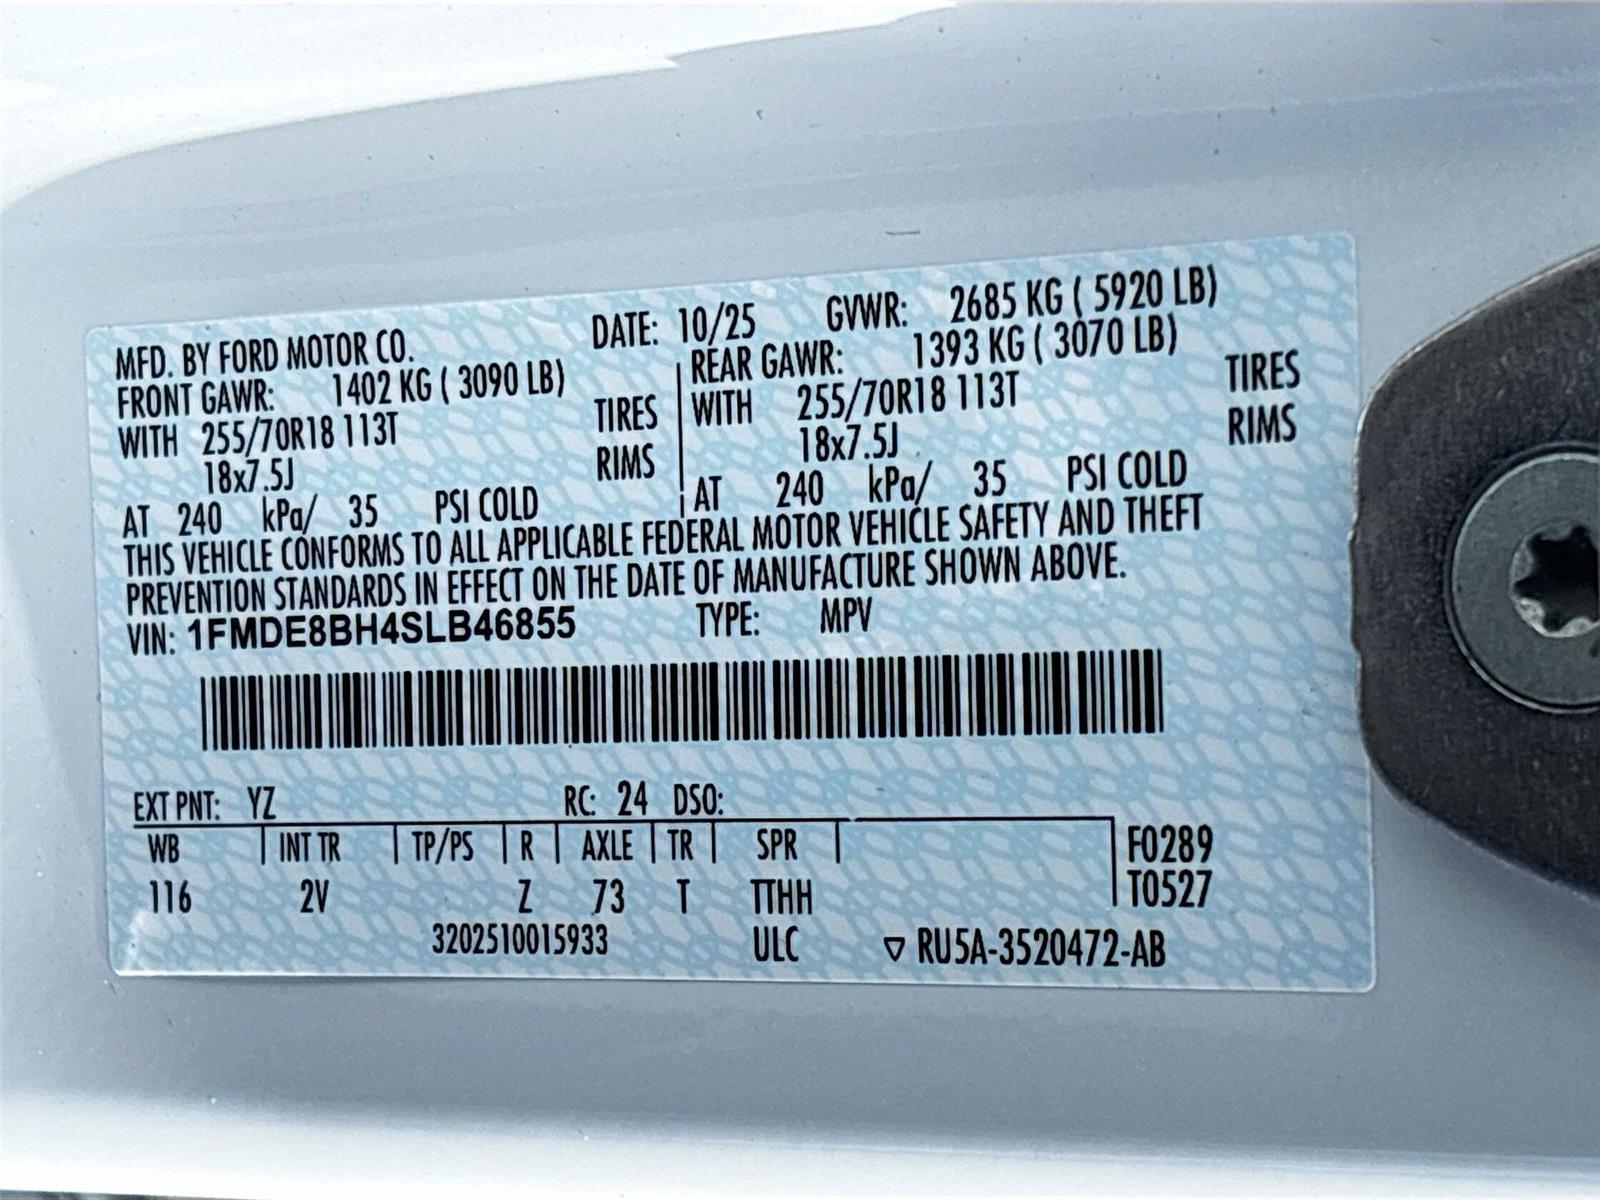 MFD. BY FORD MOTOR CO. DATE: 10/25 GVWR: 2685 KG ( 5920 LB)
FRONT GAWR: 1402 KG ( 3090 LB) REAR GAWR: 1393 KG ( 3070 LB)
WITH 255/70R18 113T TIRES WITH 255/70R18 113T TIRES
18x7.5J RIMS 18x7.5J RIMS
AT 240 kPa/ 35 PSI COLD AT 240 kPa/ 35 PSI COLD
THIS VEHICLE CONFORMS TO ALL APPLICABLE FEDERAL MOTOR VEHICLE SAFETY AND THEFT
PREVENTION STANDARDS IN EFFECT ON THE DATE OF MANUFACTURE SHOWN ABOVE.
VIN: 1FMDE8BH4SLB46855 TYPE: MPV
EXT PNT: YZ RC: 24 DSO:
WB INT TR TP/PS R AXLE TR SPR F0289
116 2V Z 73 T TTHH T0527
3202510015933 ULC ▽ RU5A-3520472-AB